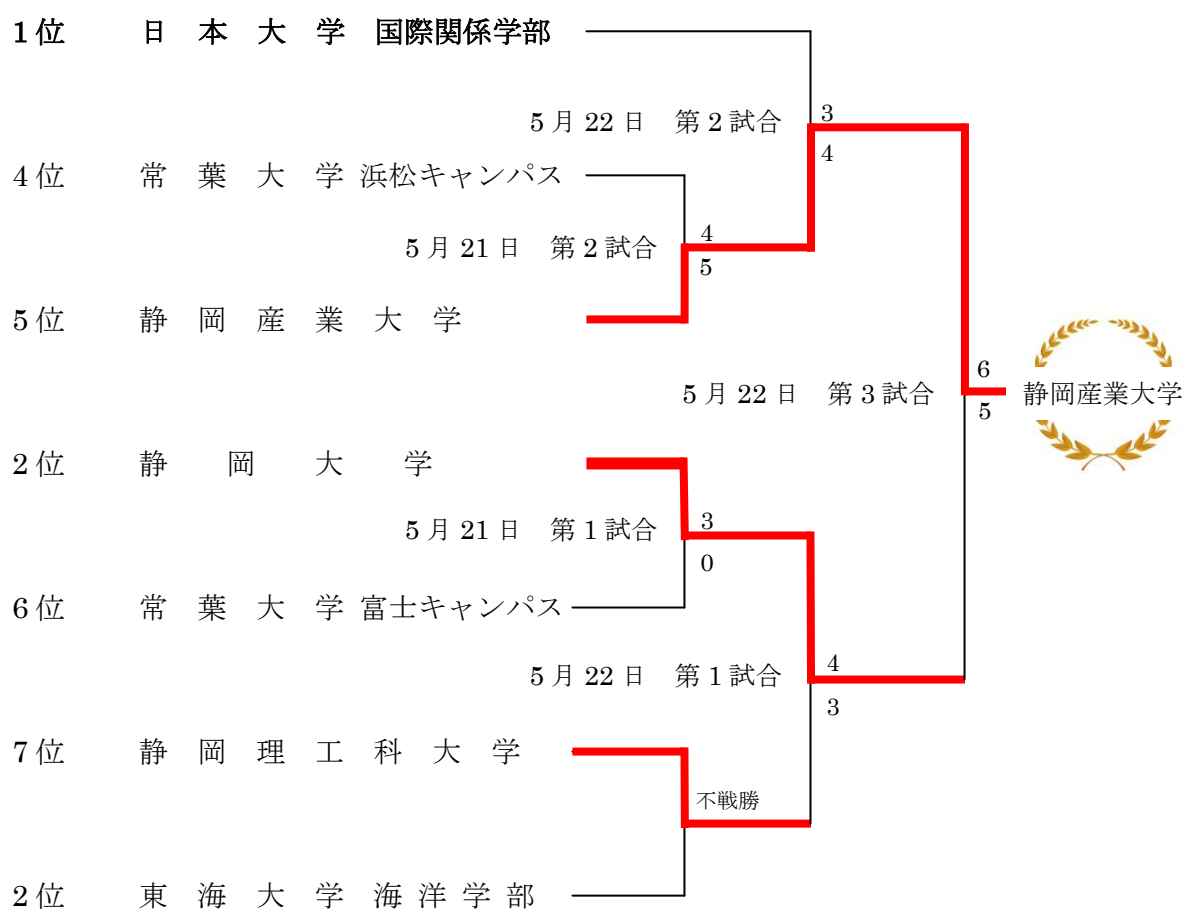 1位 日本大学 国際関係学部
5月22日 第2試合
3
4
4位 常葉大学浜松キャンパス
5月21日 第2試合
4
5
5位 静岡産業大学
5月22日 第3試合
6
5
静岡産業大学
2位 静岡大学
5月21日 第1試合
3
0
6位 常葉大学富士キャンパス
5月22日 第1試合
4
3
7位 静岡理工科大学
不戦勝
2位 東海大学海洋学部